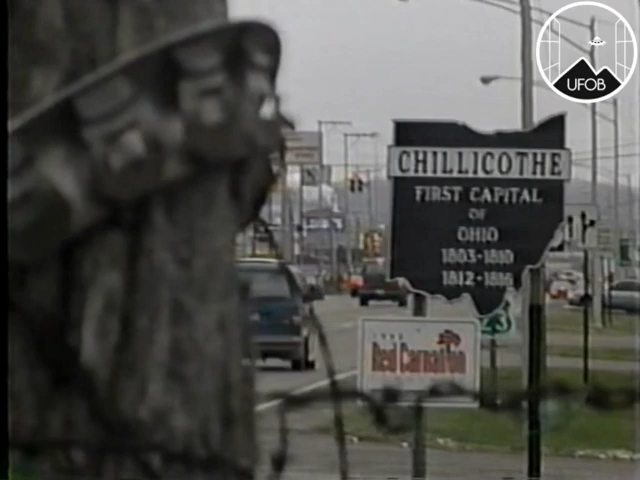 UFOB
CHILLICOTHE
FIRST CAPITAL
OF
OHIO
1803-1810
1812-1816
Red Carnation